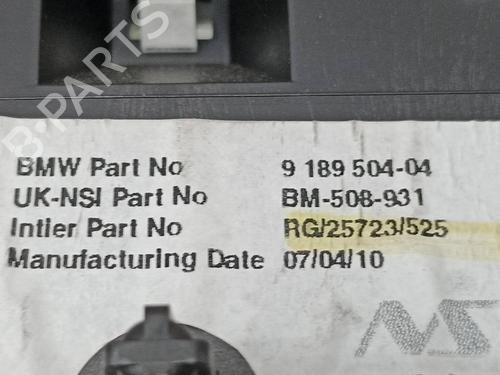 B-PARTS
BMW Part No 9 189 504-04
UK-NSI Part No BM-508-931
Intier Part No RG/25723/525
Manufacturing Date 07/04/10